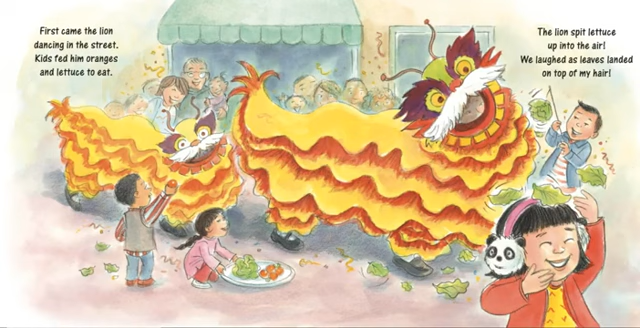 First came the lion
dancing in the street.
Kids fed him oranges
and lettuce to eat.
The lion spit lettuce
up into the air!
We laughed as leaves landed
on top of my hair!